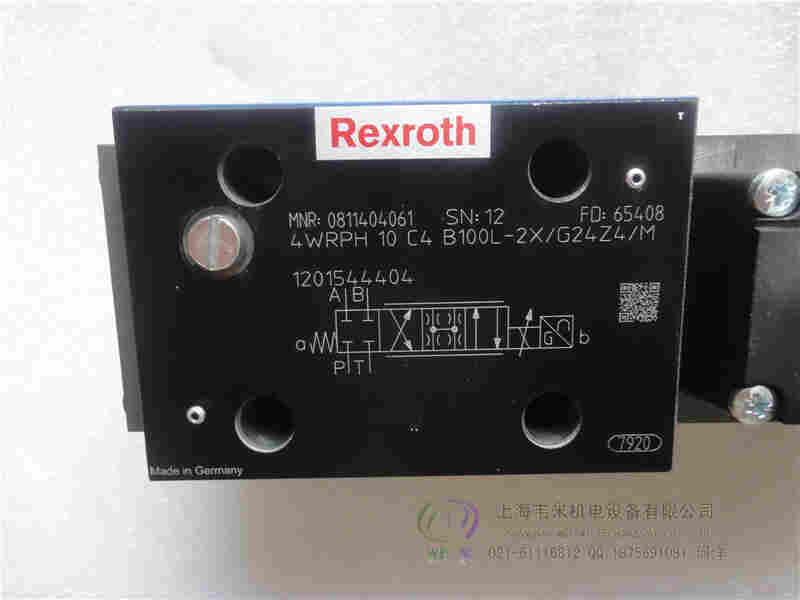 Rexroth
T
MNR: 0811404061 SN: 12 FD: 65408
4WRPH 10 C4 B100L-2X/G24Z4/M
1201544404
A B
a G b
P T
7920
Made in Germany
上海韦米机电设备有限公司
021-61116812 QQ